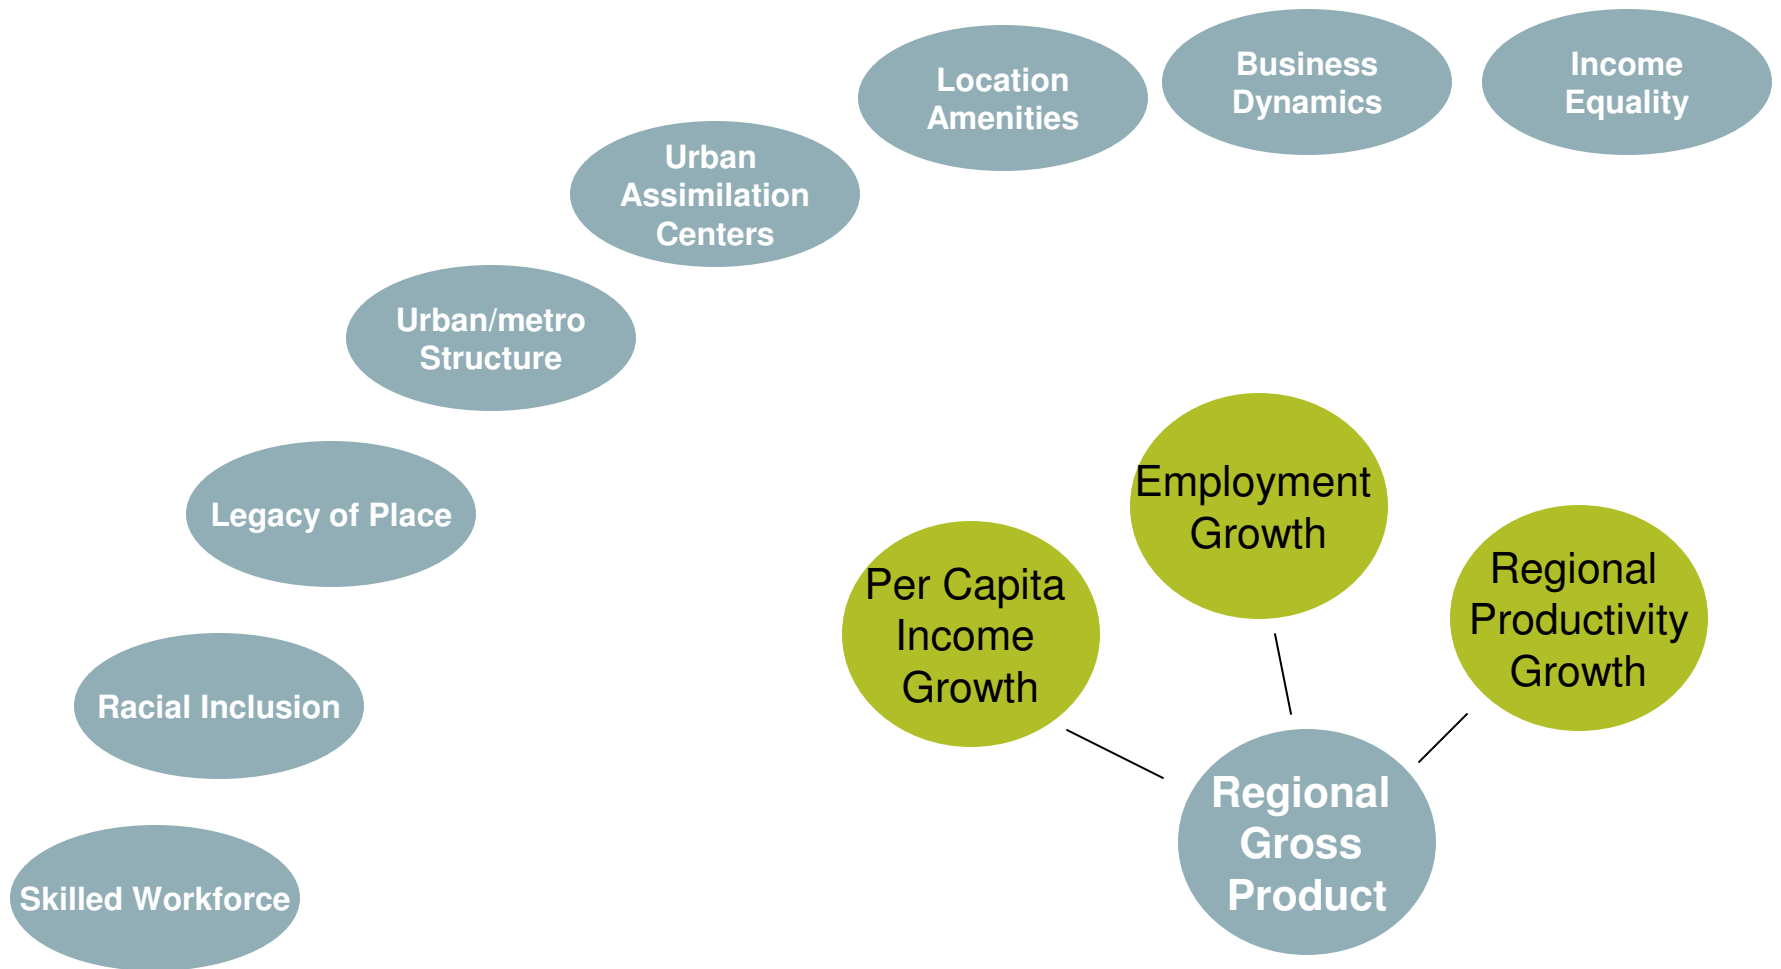 Location
Amenities
Business
Dynamics
Income
Equality
Urban
Assimilation
Centers
Urban/metro
Structure
Legacy of Place
Racial Inclusion
Skilled Workforce
Per Capita
Income
Growth
Employment
Growth
Regional
Productivity
Growth
Regional
Gross
Product